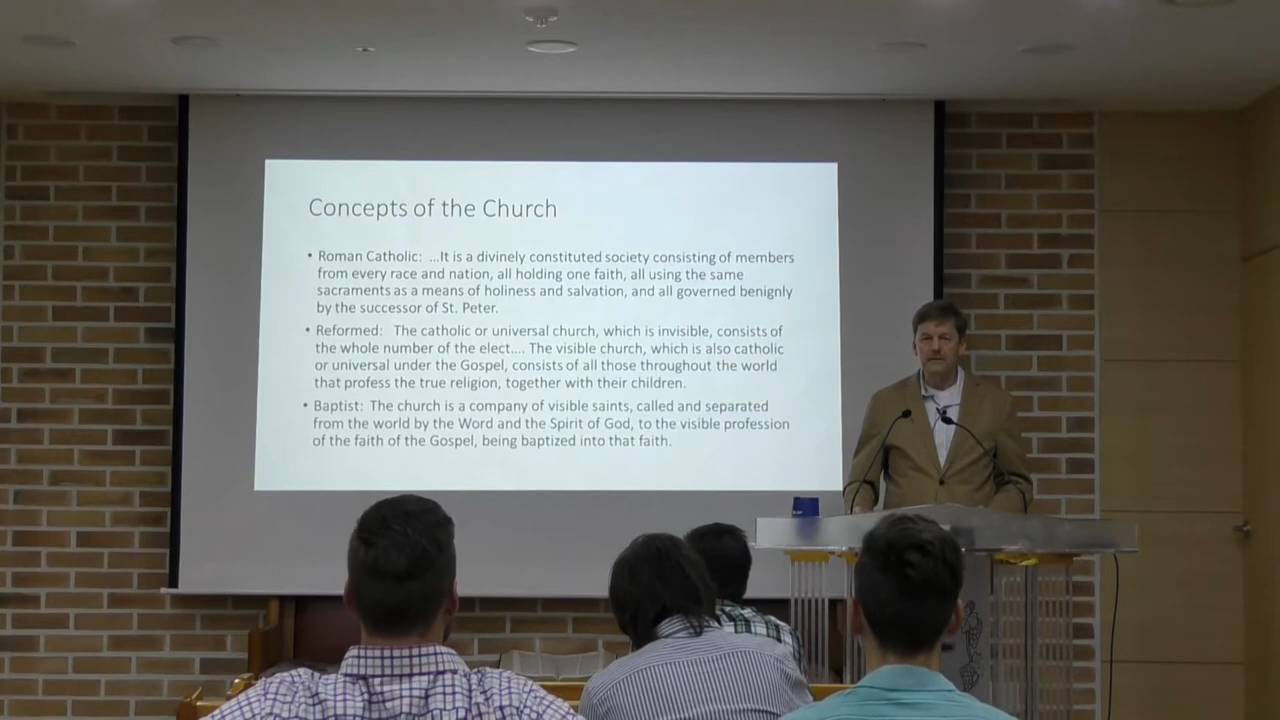 Concepts of the Church
• Roman Catholic: ...It is a divinely constituted society consisting of members
from every race and nation, all holding one faith, all using the same
sacraments as a means of holiness and salvation, and all governed benignly
by the successor of St. Peter.
• Reformed: The catholic or universal church, which is invisible, consists of
the whole number of the elect.... The visible church, which is also catholic
or universal under the Gospel, consists of all those throughout the world
that profess the true religion, together with their children.
• Baptist: The church is a company of visible saints, called and separated
from the world by the Word and the Spirit of God, to the visible profession
of the faith of the Gospel, being baptized into that faith.